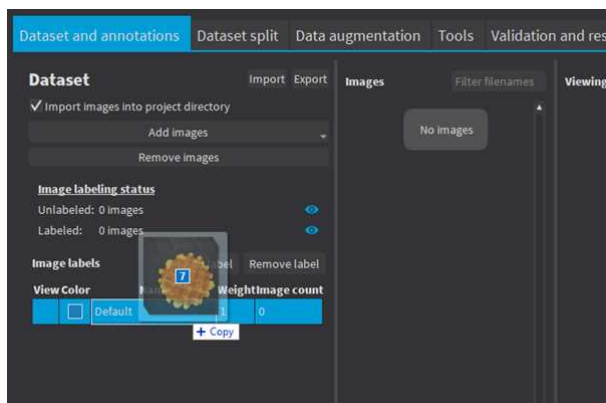 Dataset and annotations Dataset split Data augmentation Tools Validation and res
Dataset Import Export
Import images into project directory
Add images
Remove images
Image labeling status
Unlabeled: 0 images
Labeled: 0 images
Image labels Remove label
View Color Weight Image count
Default 1 0
7
+ Copy
Images Filter filenames
No images
Viewing